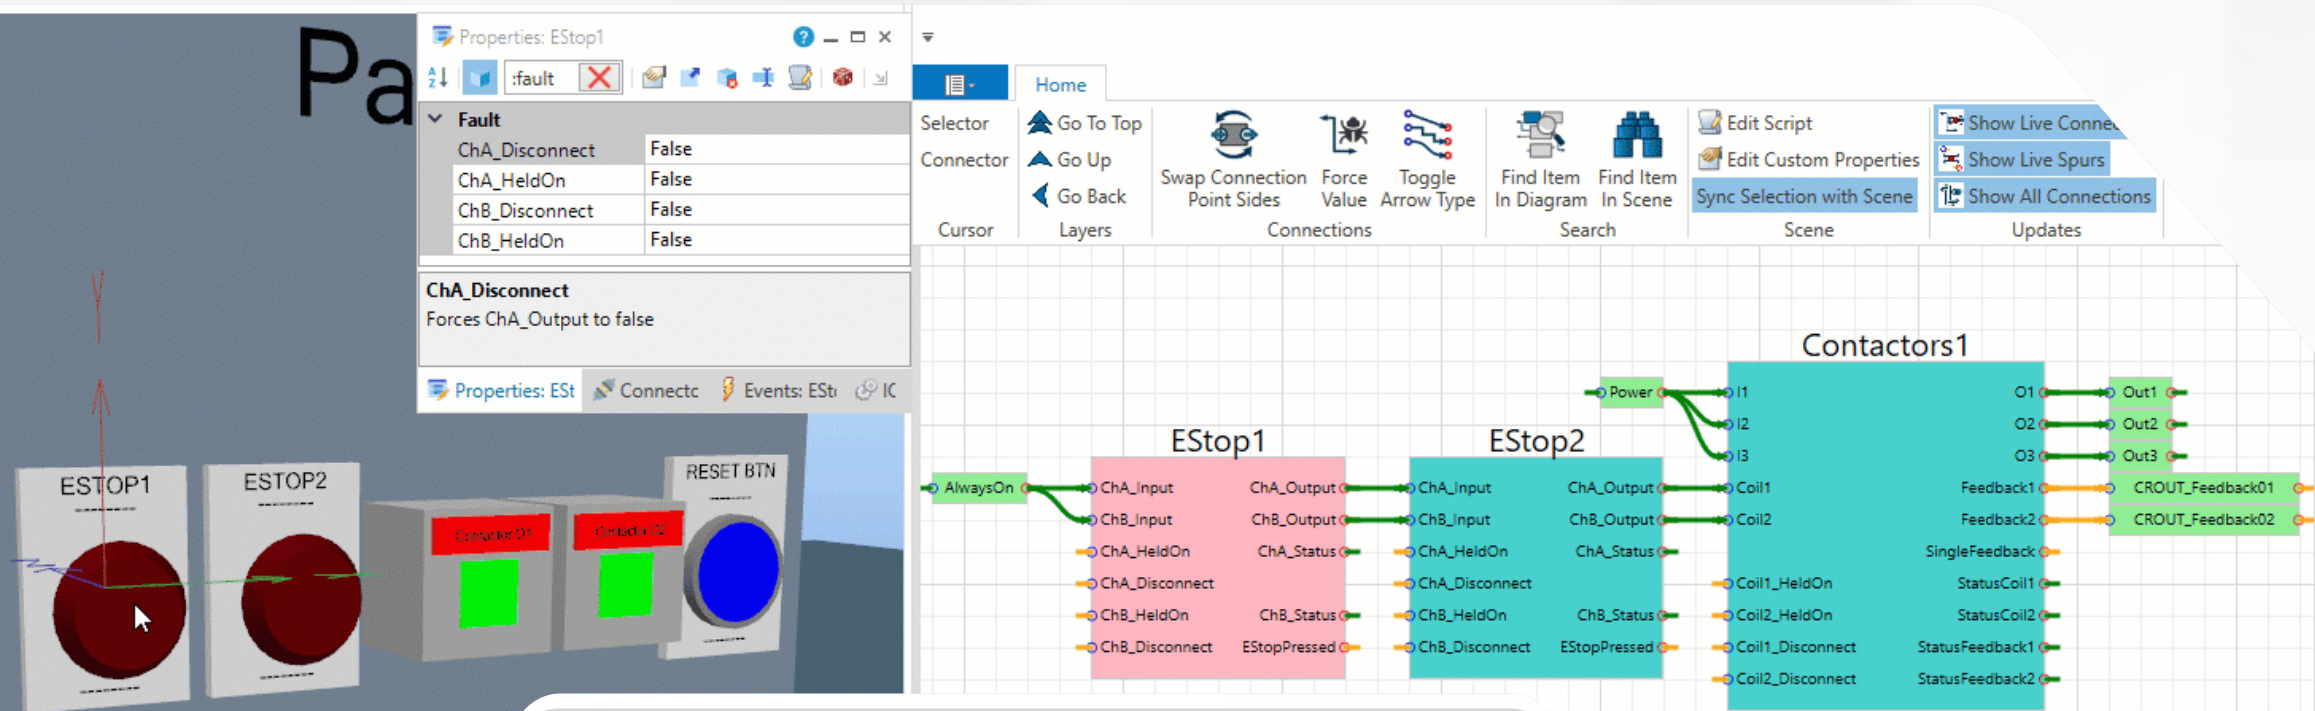 Pa
Properties: EStop1
:fault
Fault
ChA_Disconnect False
ChA_HeldOn False
ChB_Disconnect False
ChB_HeldOn False
ChA_Disconnect
Forces ChA_Output to false
Properties: ESt
Connectc
Events: ESt
IC
ESTOP1
ESTOP2
Contactor 01
Contactor 02
RESET BTN
Home
Selector
Connector
Cursor
Go To Top
Go Up
Go Back
Layers
Swap Connection
Point Sides
Force
Value
Toggle
Arrow Type
Connections
Find Item
In Diagram
Find Item
In Scene
Search
Edit Script
Edit Custom Properties
Sync Selection with Scene
Scene
Show Live Connec
Show Live Spurs
Show All Connections
Updates
AlwaysOn
EStop1
ChA_Input ChA_Output
ChB_Input ChB_Output
ChA_HeldOn ChA_Status
ChA_Disconnect
ChB_HeldOn ChB_Status
ChB_Disconnect EStopPressed
EStop2
ChA_Input ChA_Output
ChB_Input ChB_Output
ChA_HeldOn ChA_Status
ChA_Disconnect
ChB_HeldOn ChB_Status
ChB_Disconnect EStopPressed
Power
Contactors1
I1 O1
I2 O2
I3 O3
Coil1 Feedback1
Coil2 Feedback2
SingleFeedback
Coil1_HeldOn StatusCoil1
Coil2_HeldOn StatusCoil2
Coil1_Disconnect StatusFeedback1
Coil2_Disconnect StatusFeedback2
Out1
Out2
Out3
CROUT_Feedback01
CROUT_Feedback02